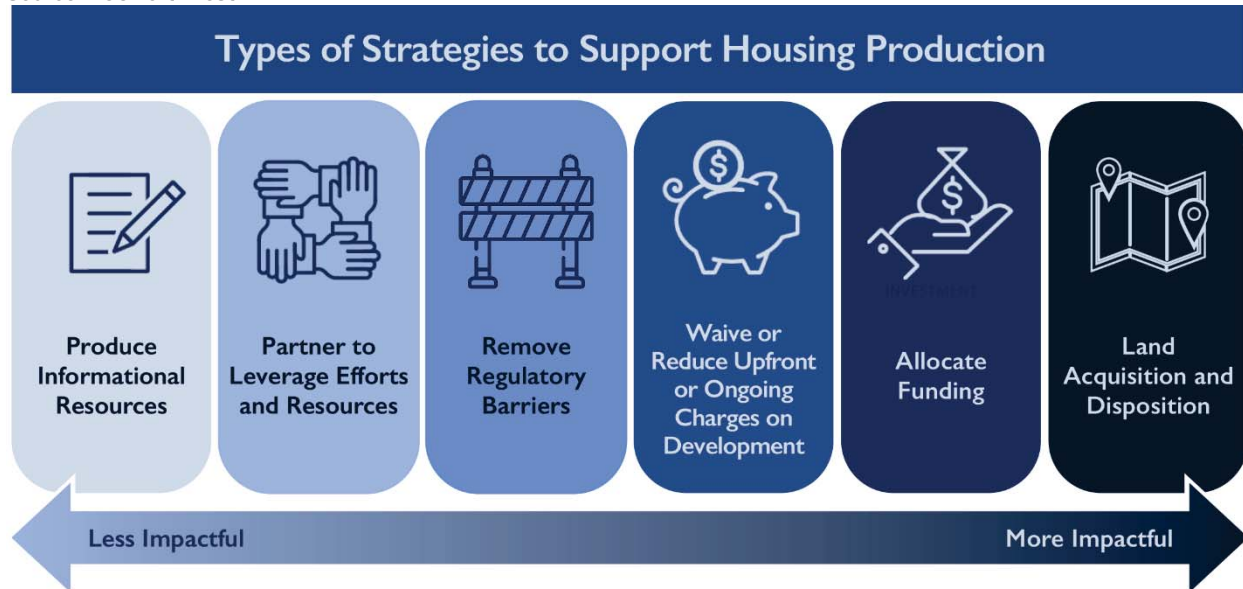 Types of Strategies to Support Housing Production
$
$
INVESTMENT
Produce
Informational
Resources
Partner to
Leverage Efforts
and Resources
Remove
Regulatory
Barriers
Waive or
Reduce Upfront
or Ongoing
Charges on
Development
Allocate
Funding
Land
Acquisition and
Disposition
Less Impactful
More Impactful